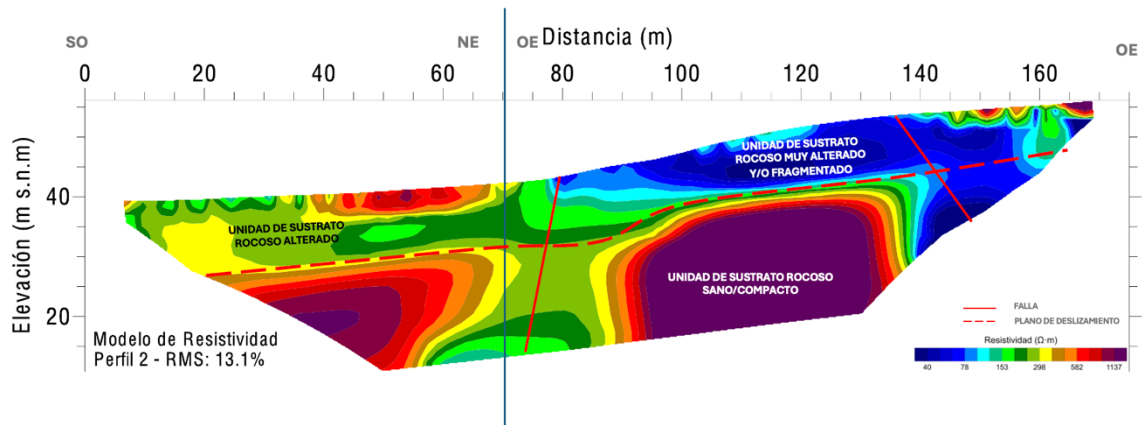 SO
NE
OE
Distancia (m)
OE
0 20 40 60 80 100 120 140 160
Elevación (m s.n.m)
40
20
UNIDAD DE SUSTRATO
ROCOSO ALTERADO
UNIDAD DE SUSTRATO
ROCOSO MUY ALTERADO
Y/O FRAGMENTADO
UNIDAD DE SUSTRATO ROCOSO
SANO/COMPACTO
Modelo de Resistividad
Perfil 2 - RMS: 13.1%
FALLA
PLANO DE DESLIZAMIENTO
Resistividad (Ω·m)
40 78 153 298 582 1137